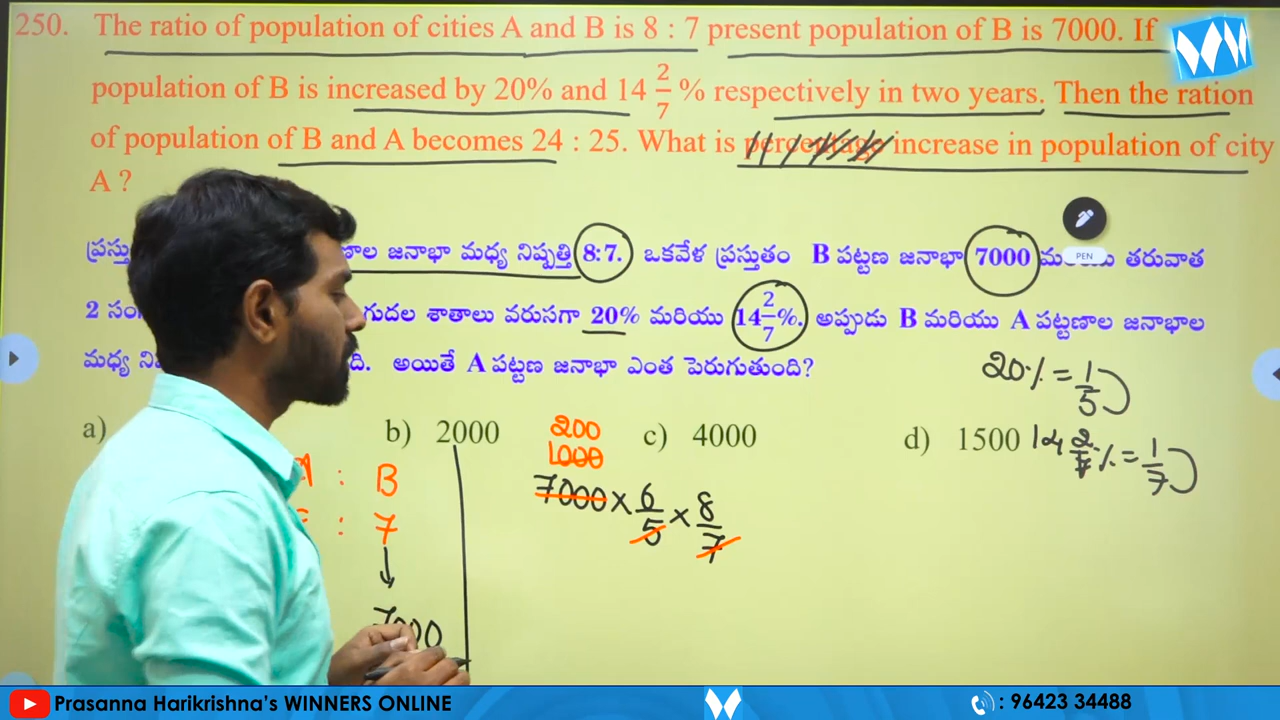 250. The ratio of population of cities A and B is 8 : 7 present population of B is 7000. If
population of B is increased by 20% and 14 2/7 % respectively in two years. Then the ration
of population of B and A becomes 24 : 25. What is percentage increase in population of city
A ?
ప్రస్తు ణాల జనాభా మధ్య నిష్పత్తి 8:7. ఒకవేళ ప్రస్తుతం B పట్టణ జనాభా 7000 తరువాత
PEN
2 సం గుదల శాతాలు వరుసగా 20% మరియు 14 2/7 %. అప్పుడు B మరియు A పట్టణాల జనాభాల
మధ్య ని ది. అయితే A పట్టణ జనాభా ఎంత పెరుగుతుంది?
20% = 1/5
a) b) 2000 c) 4000 d) 1500
14 2/7 % = 1/7
200
1000
7000 × 6/5 × 8/7
A : B
: 7
7000
Prasanna Harikrishna's WINNERS ONLINE : 96423 34488